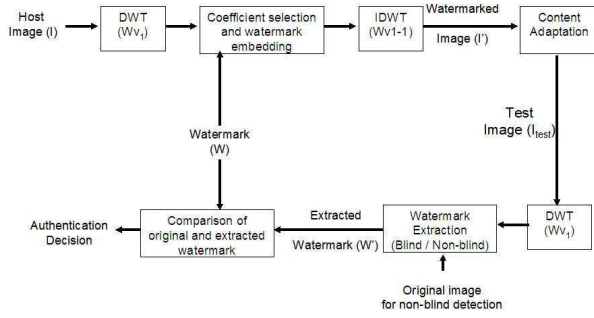 Host
Image (I)
DWT
(Wv₁)
Coefficient selection
and watermark
embedding
IDWT
(Wv1-1)
Watermarked
Image (I')
Content
Adaptation
Test
Image (Iₜₑₛₜ)
Watermark
(W)
DWT
(Wv₁)
Watermark
Extraction
(Blind / Non-blind)
Extracted
Watermark (W')
Comparison of
original and extracted
watermark
Authentication
Decision
Original image
for non-blind detection